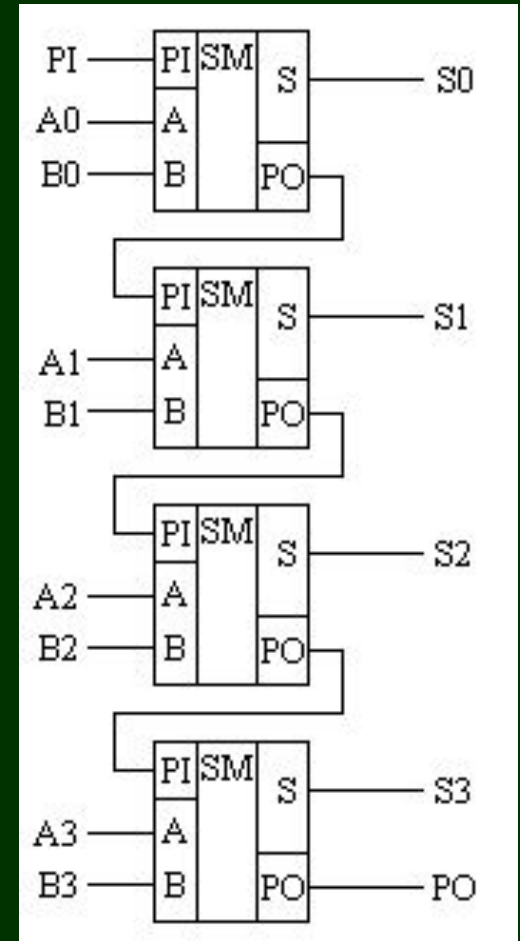 PI PI SM S S0
A0 A
B0 B PO
PI SM S S1
A1 A
B1 B PO
PI SM S S2
A2 A
B2 B PO
PI SM S S3
A3 A
B3 B PO PO